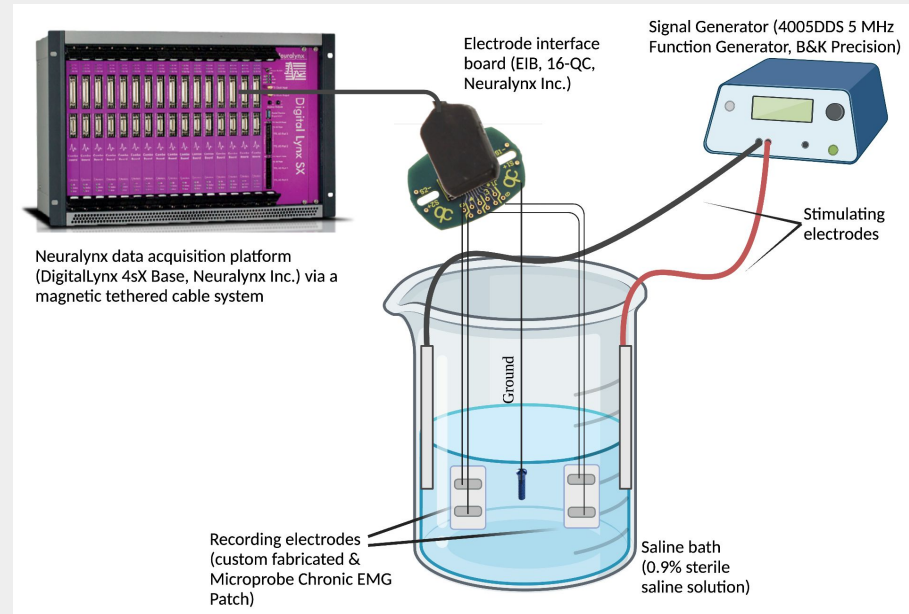 Signal Generator (4005DDS 5 MHz
Function Generator, B&K Precision)
Electrode interface
board (EIB, 16-QC,
Neuralynx Inc.)
Neuralynx
Digital Lynx SX
Stimulating
electrodes
Neuralynx data acquisition platform
(DigitalLynx 4sX Base, Neuralynx Inc.) via a
magnetic tethered cable system
Ground
Recording electrodes
(custom fabricated &
Microprobe Chronic EMG
Patch)
Saline bath
(0.9% sterile
saline solution)